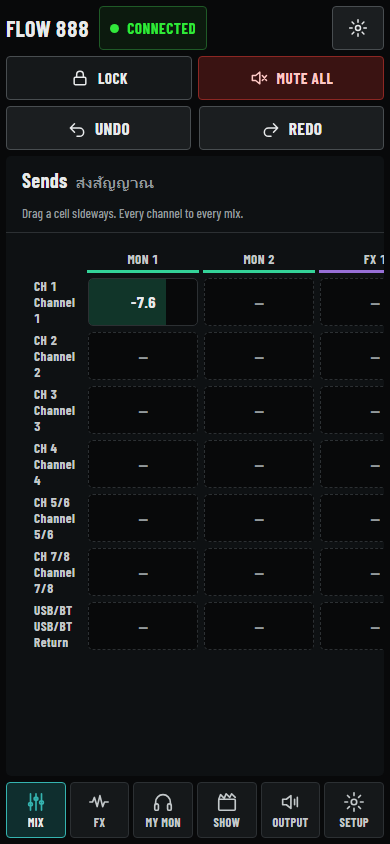 FLOW 888 CONNECTED
LOCK MUTE ALL
UNDO REDO
Sends ส่งสัญญาณ
Drag a cell sideways. Every channel to every mix.
MON 1 MON 2 FX 1
CH 1
Channel
1
-7.6 – –
CH 2
Channel
2
– – –
CH 3
Channel
3
– – –
CH 4
Channel
4
– – –
CH 5/6
Channel
5/6
– – –
CH 7/8
Channel
7/8
– – –
USB/BT
USB/BT
Return
– – –
MIX FX MY MON SHOW OUTPUT SETUP